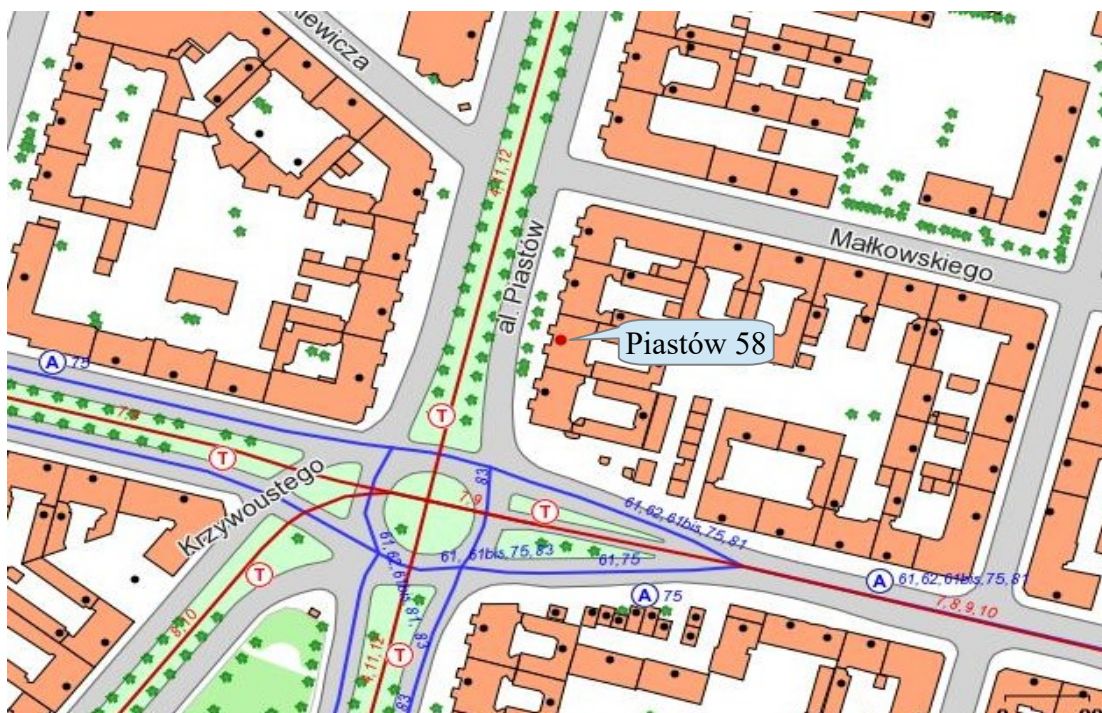 kiewicza
4,11,12
al. Piastów
Małkowskiego
Piastów 58
A 75
T
7,9
T
Krzywoustego
83
7,9
T
61,62,61bis,75,81
61, 61bis,75,83
61,75
61,62,61bis,81, 83
T
8,10
A 75
A 61,62,61bis,75,81
7,8,9,10
4,11,12
T
83